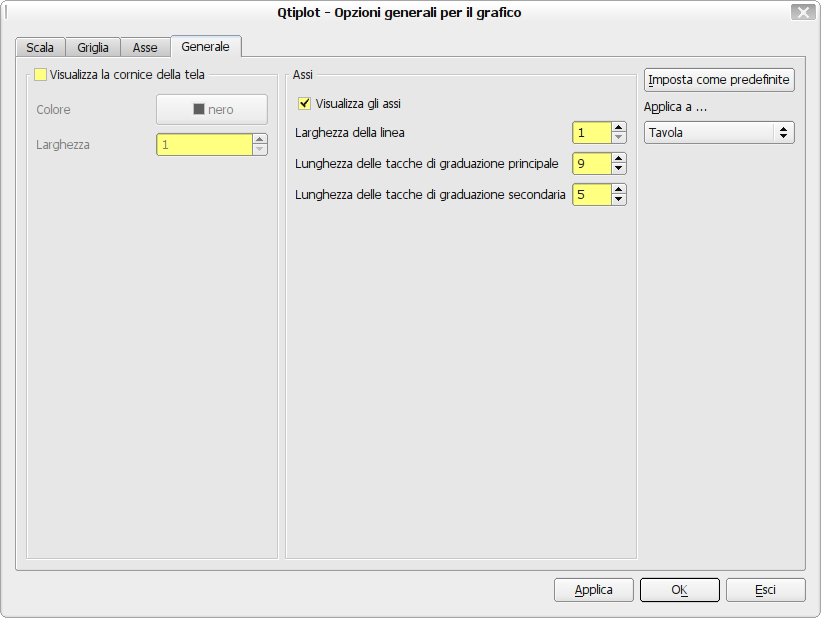 Qtiplot - Opzioni generali per il grafico
Scala
Griglia
Asse
Generale
Visualizza la cornice della tela
Colore
nero
Larghezza
1
Assi
Visualizza gli assi
Larghezza della linea
1
Lunghezza delle tacche di graduazione principale
9
Lunghezza delle tacche di graduazione secondaria
5
Imposta come predefinite
Applica a ...
Tavola
Applica
OK
Esci